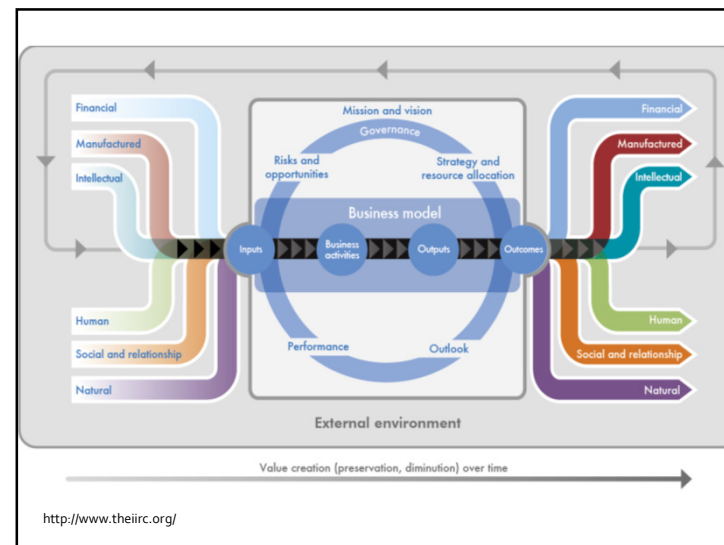 Financial
Manufactured
Intellectual
Human
Social and relationship
Natural
Mission and vision
Governance
Risks and
opportunities
Strategy and
resource allocation
Business model
Inputs
Business
activities
Outputs
Outcomes
Performance
Outlook
Financial
Manufactured
Intellectual
Human
Social and relationship
Natural
External environment
Value creation (preservation, diminution) over time
http://www.theiirc.org/